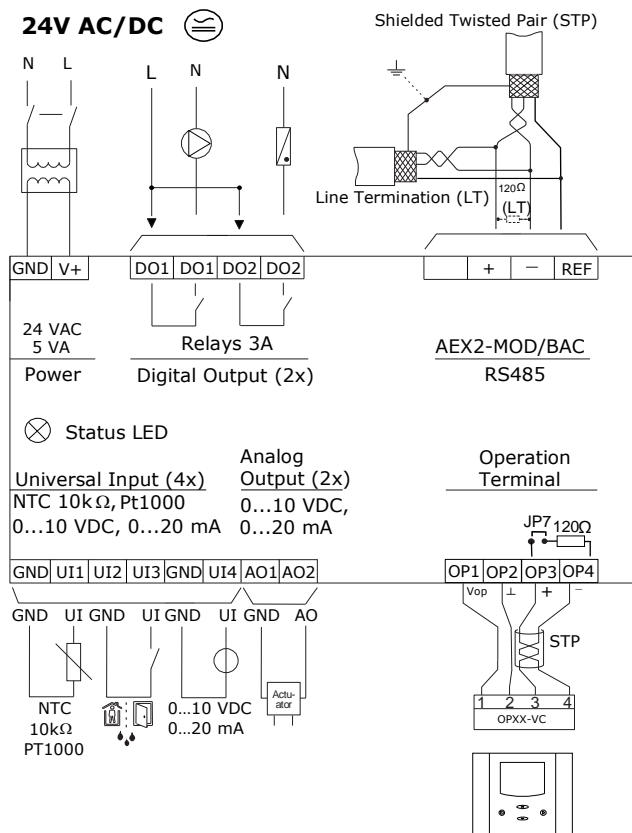 24V AC/DC
Shielded Twisted Pair (STP)
N L
L N N
Line Termination (LT)
120Ω
(LT)
GND V+ DO1 DO1 DO2 DO2 + – REF
24 VAC
5 VA
Power
Relays 3A
Digital Output (2x)
AEX2-MOD/BAC
RS485
Status LED
Universal Input (4x)
NTC 10kΩ, Pt1000
0...10 VDC, 0...20 mA
Analog
Output (2x)
0...10 VDC,
0...20 mA
Operation
Terminal
JP7 120Ω
GND UI1 UI2 UI3 GND UI4 AO1 AO2 OP1 OP2 OP3 OP4
Vop ⊥ + –
GND UI GND UI GND UI GND AO
STP
NTC
10kΩ
PT1000
0...10 VDC
0...20 mA
Actu-
ator
1 2 3 4
OPXX-VC